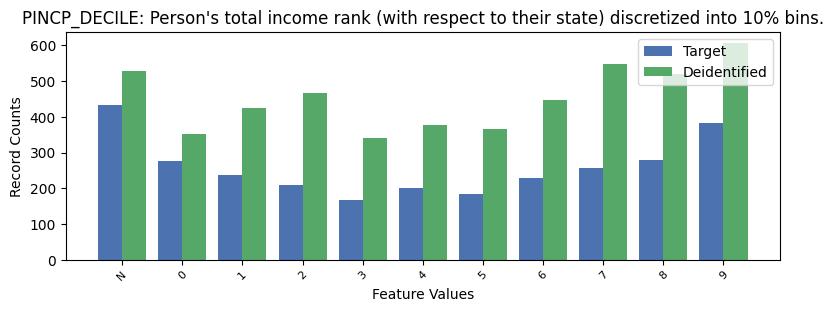 PINCP_DECILE: Person's total income rank (with respect to their state) discretized into 10% bins.
Target
Deidentified
Record Counts
600
500
400
300
200
100
0
N 0 1 2 3 4 5 6 7 8 9
Feature Values